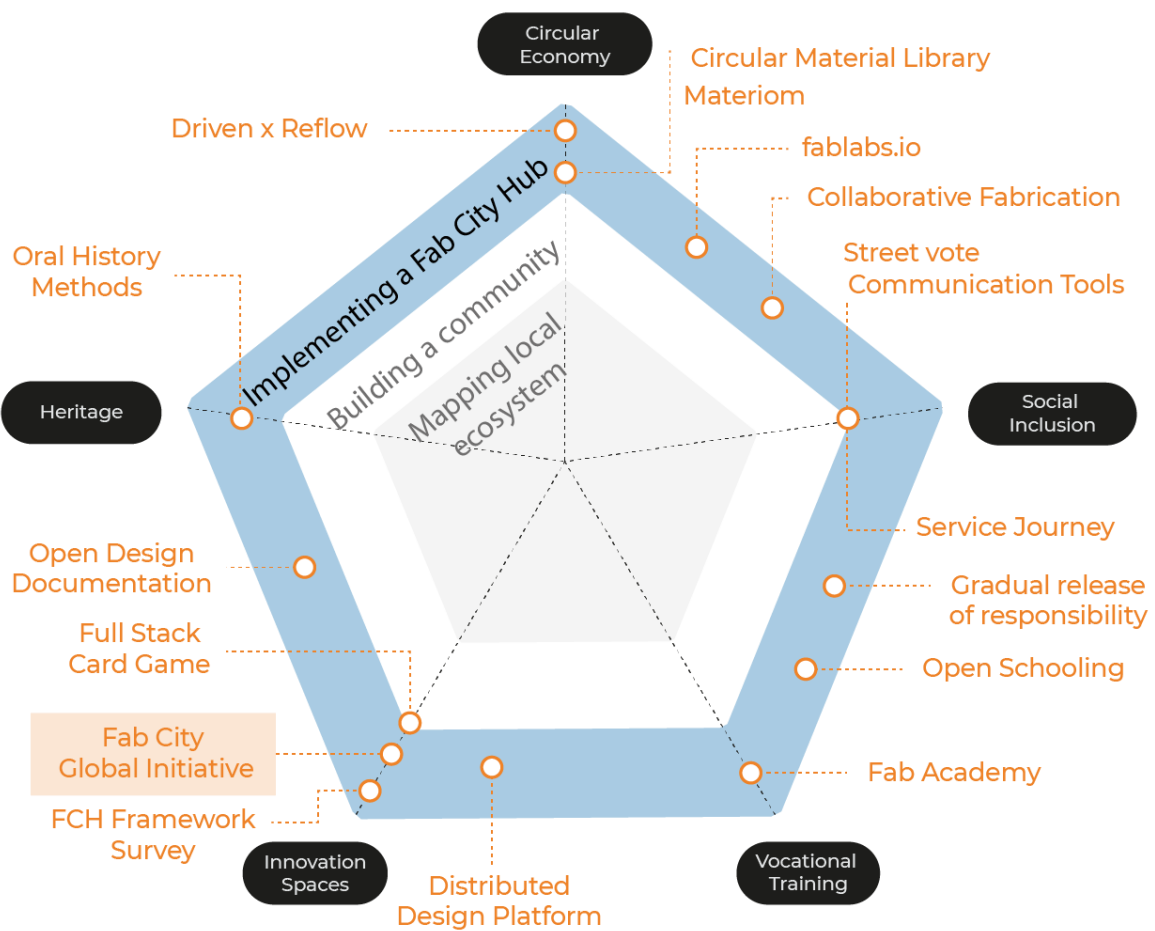 Circular
Economy
Circular Material Library
Materiom
Driven x Reflow
fablabs.io
Collaborative Fabrication
Street vote
Communication Tools
Oral History
Methods
Implementing a Fab City Hub
Building a community
Mapping local
ecosystem
Heritage
Social
Inclusion
Service Journey
Open Design
Documentation
Gradual release
of responsibility
Full Stack
Card Game
Open Schooling
Fab City
Global Initiative
Fab Academy
FCH Framework
Survey
Innovation
Spaces
Vocational
Training
Distributed
Design Platform